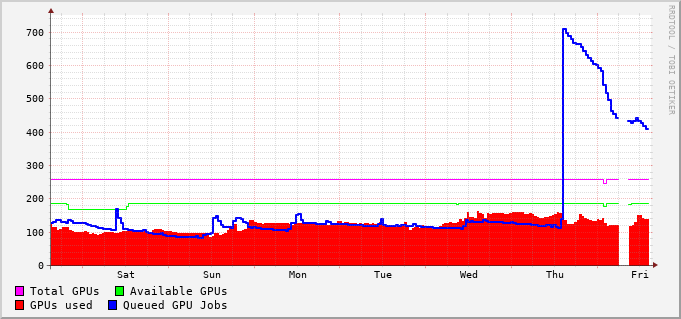 RRDTOOL / TOBI OETIKER
700
600
500
400
300
200
100
0
Sat Sun Mon Tue Wed Thu Fri
Total GPUs Available GPUs
GPUs used Queued GPU Jobs